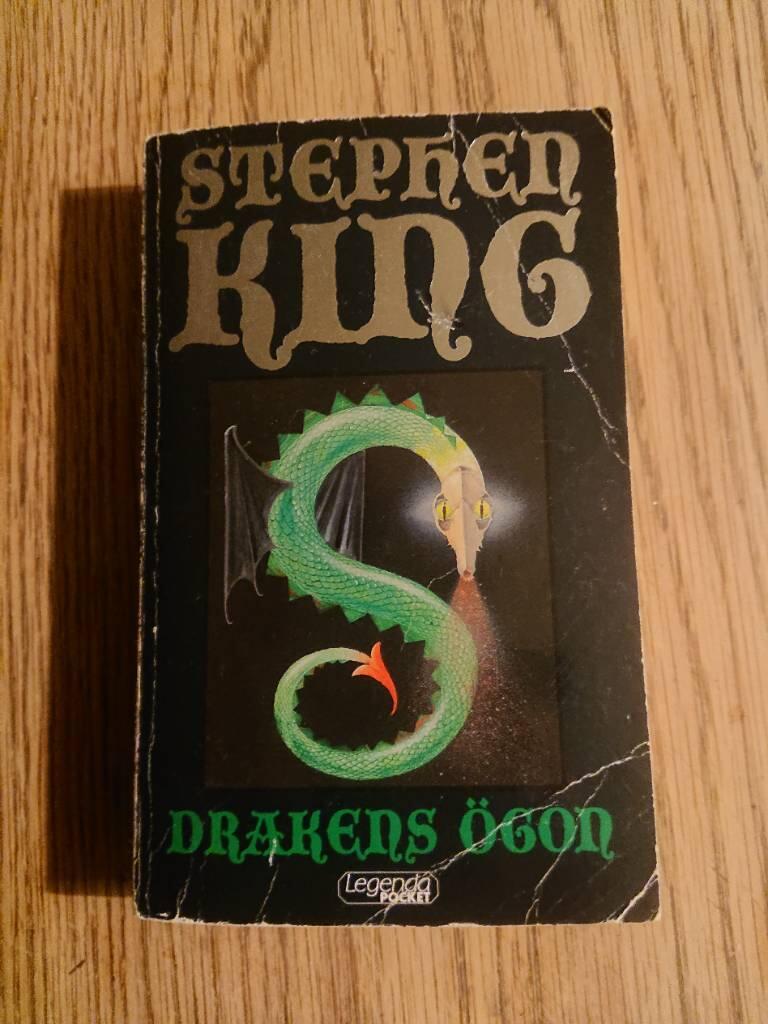 STEPHEN
KING
DRAKENS ÖGON
Legenda
POCKET